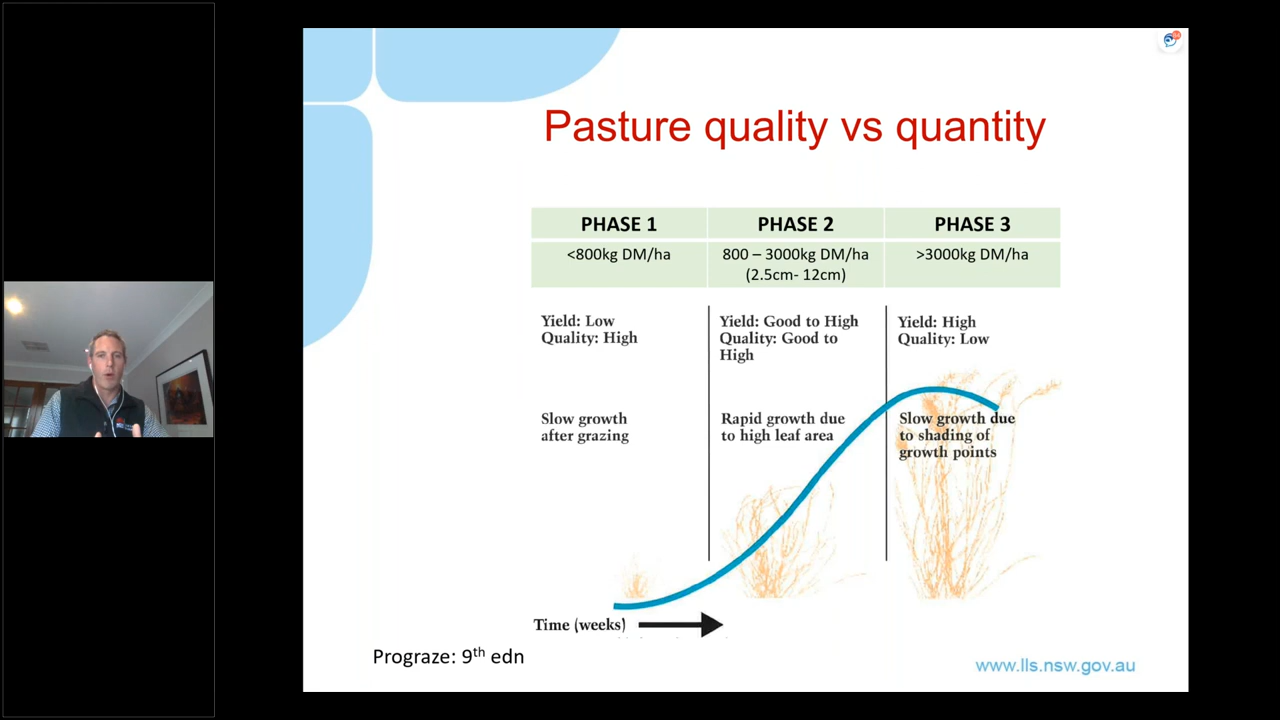 Pasture quality vs quantity
PHASE 1
PHASE 2
PHASE 3
<800kg DM/ha
800 – 3000kg DM/ha
(2.5cm- 12cm)
>3000kg DM/ha
Yield: Low
Quality: High
Yield: Good to High
Quality: Good to
High
Yield: High
Quality: Low
Slow growth
after grazing
Rapid growth due
to high leaf area
Slow growth due
to shading of
growth points
Time (weeks)
Prograze: 9th edn
www.lls.nsw.gov.au